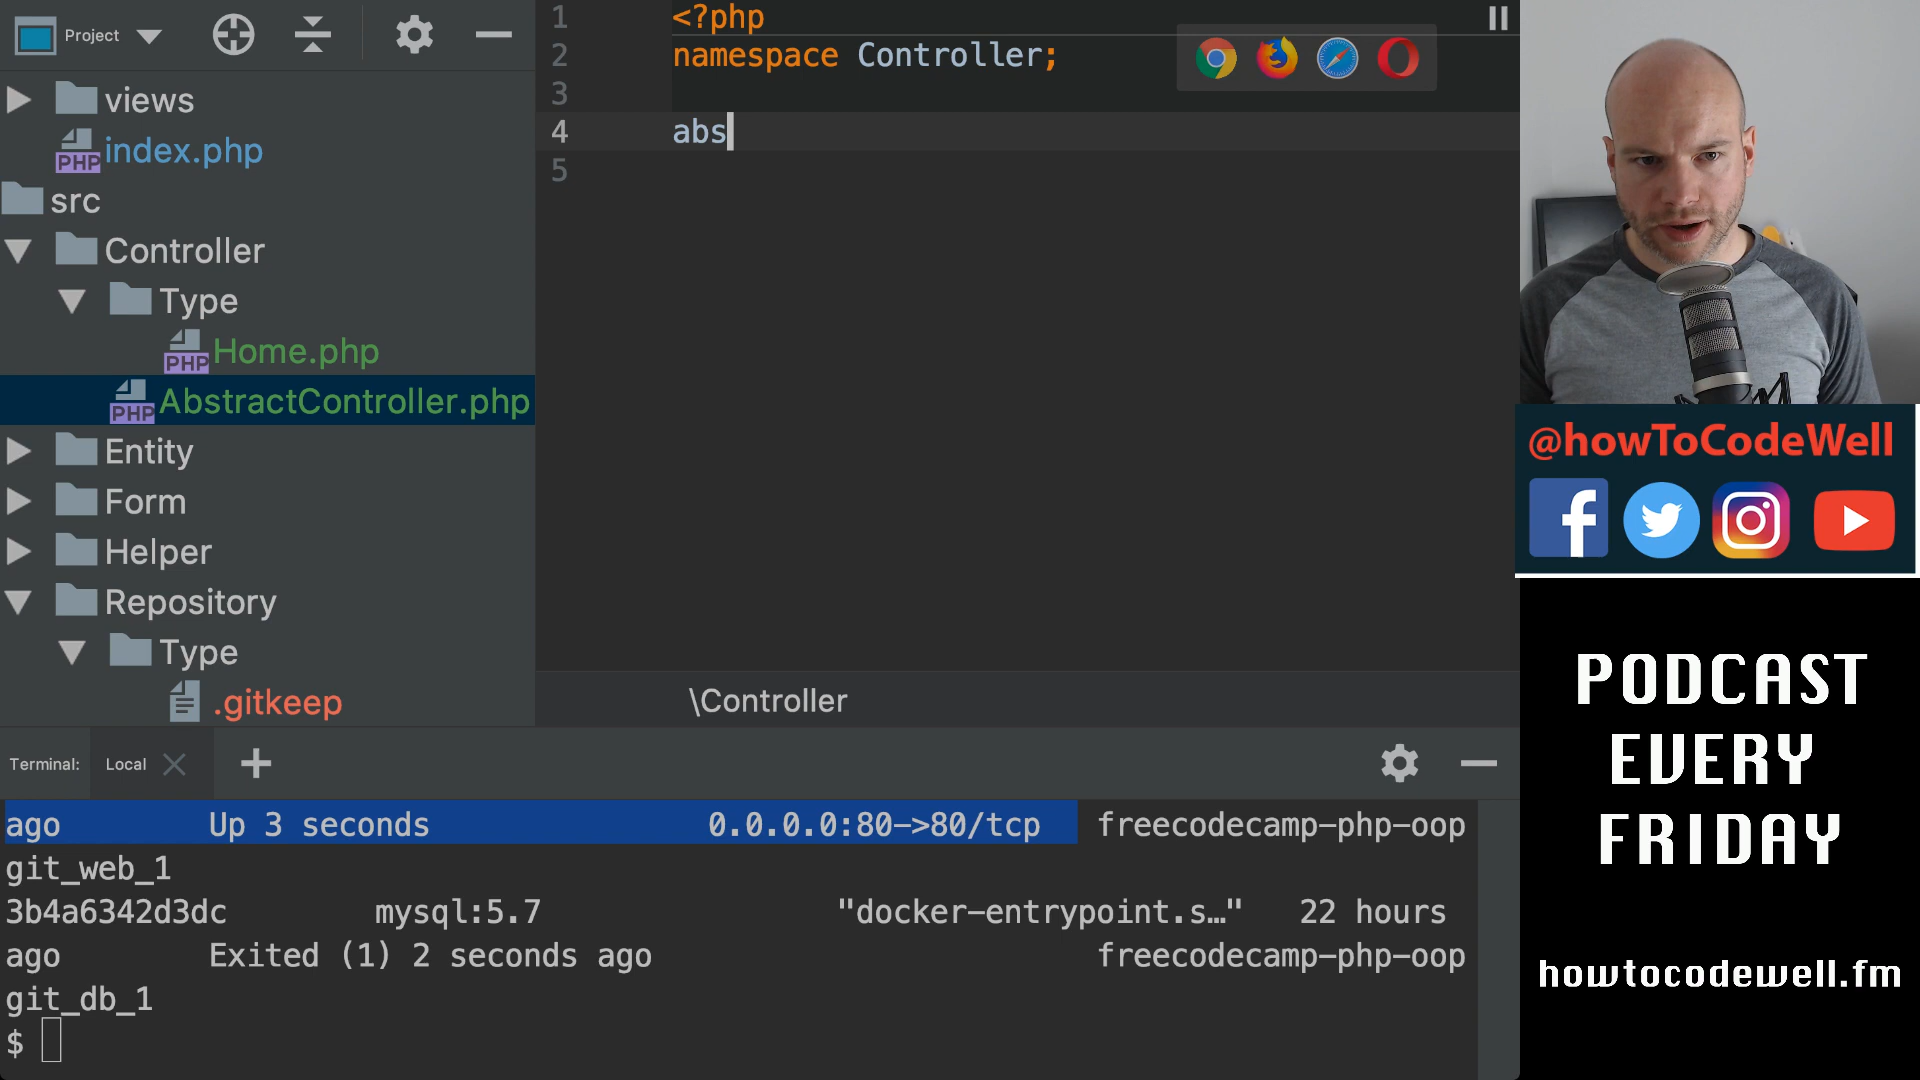 Project
views
PHP index.php
src
Controller
Type
PHP Home.php
PHP AbstractController.php
Entity
Form
Helper
Repository
Type
.gitkeep
1 <?php
2 namespace Controller;
3
4 abs
5
\Controller
Terminal: Local
ago Up 3 seconds 0.0.0.0:80->80/tcp freecodecamp-php-oop
git_web_1
3b4a6342d3dc mysql:5.7 "docker-entrypoint.s…" 22 hours
ago Exited (1) 2 seconds ago freecodecamp-php-oop
git_db_1
$
@howToCodeWell
PODCAST
EVERY
FRIDAY
howtocodewell.fm